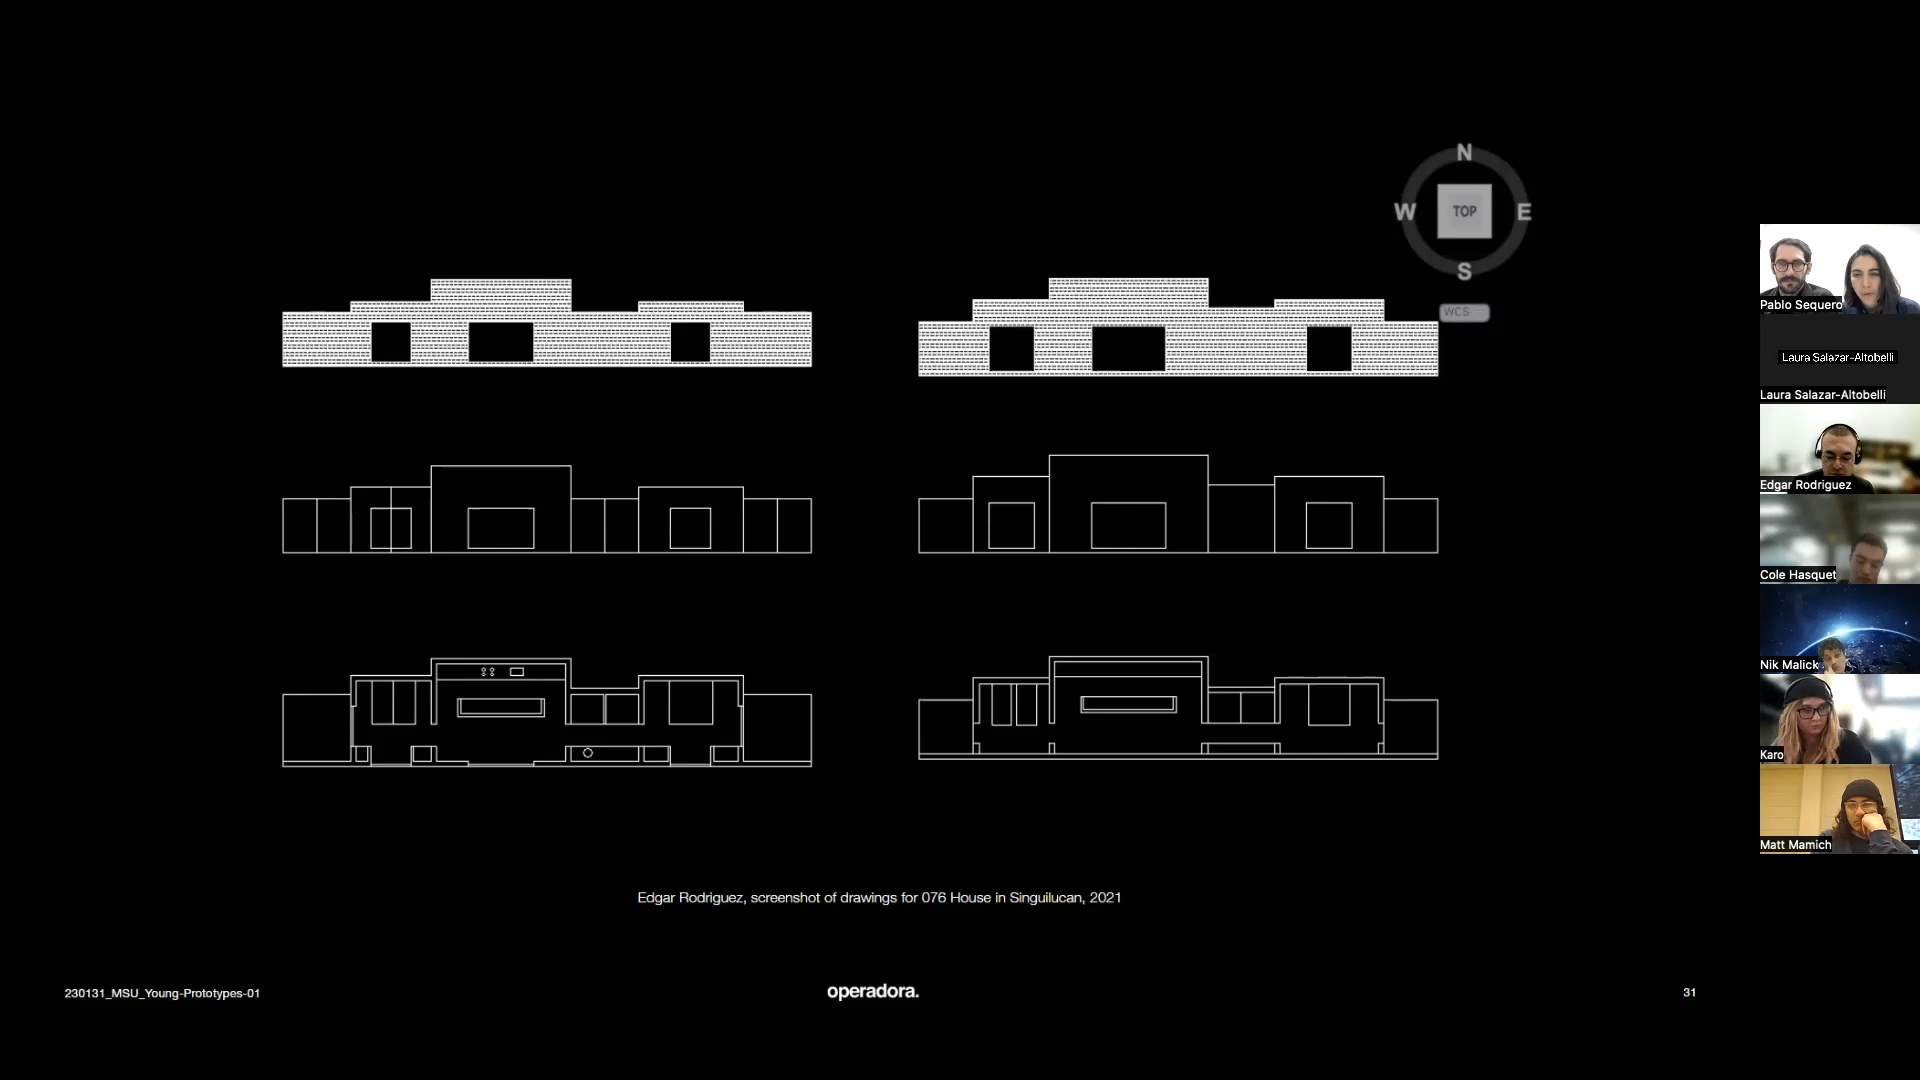 N
W
TOP
E
S
WCS
Pablo Sequero
Laura Salazar-Altobelli
Laura Salazar-Altobelli
Edgar Rodriguez
Cole Hasquet
Nik Malick
Karo
Matt Mamich
Edgar Rodriguez, screenshot of drawings for 076 House in Singuilucan, 2021
230131_MSU_Young-Prototypes-01
operadora.
31